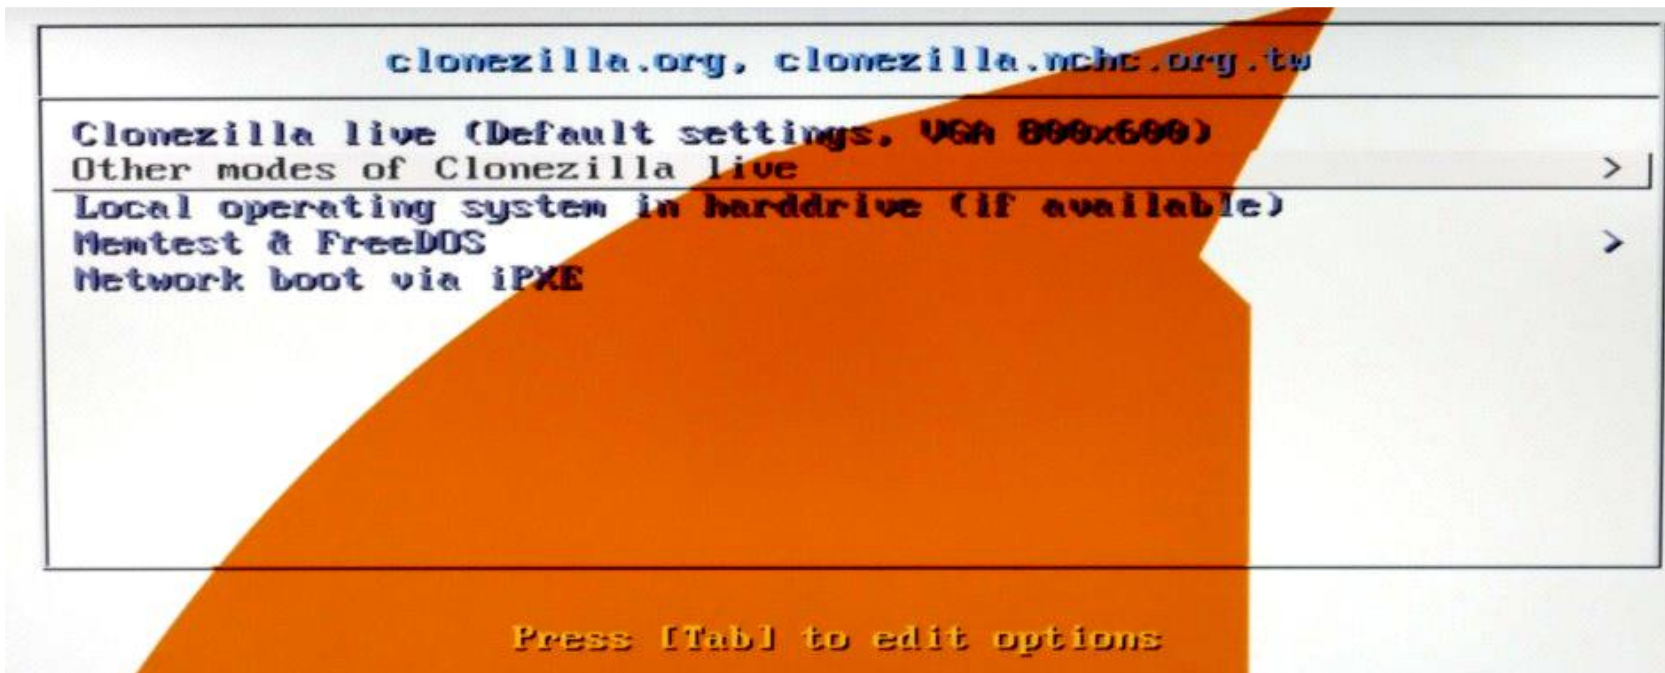 clonezilla.org, clonezilla.nchc.org.tw
Clonezilla live (Default settings, VGA 800x600)
Other modes of Clonezilla live >
Local operating system in harddrive (if available)
Memtest & FreeDOS >
Network boot via iPXE
Press [Tab] to edit options